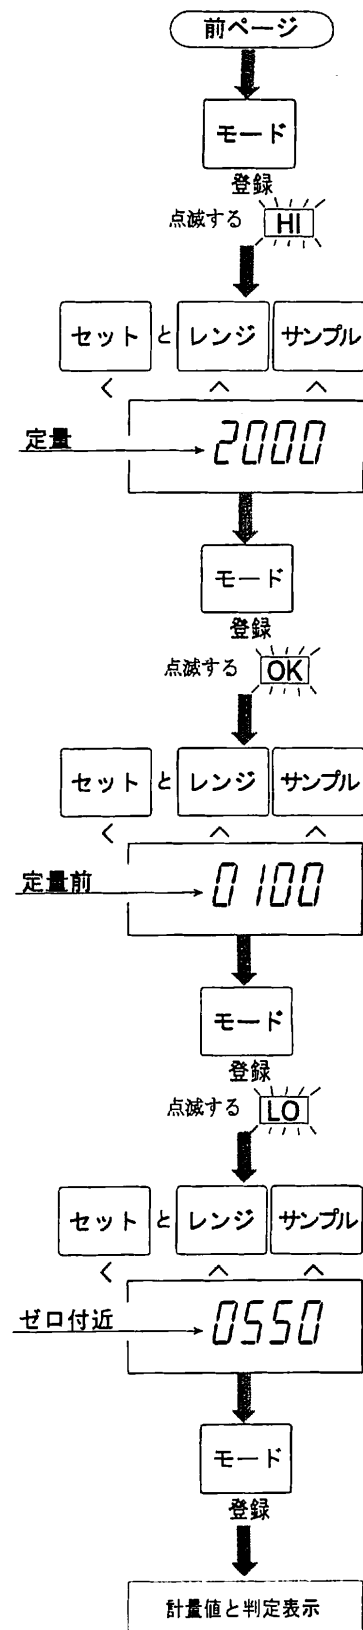 前ページ
モード
登録
点滅する HI
セット と レンジ サンプル
< ^ ^
定量 2000
モード
登録
点滅する OK
セット と レンジ サンプル
< ^ ^
定量前 0100
モード
登録
点滅する LO
セット と レンジ サンプル
< ^ ^
ゼロ付近 0550
モード
登録
計量値と判定表示